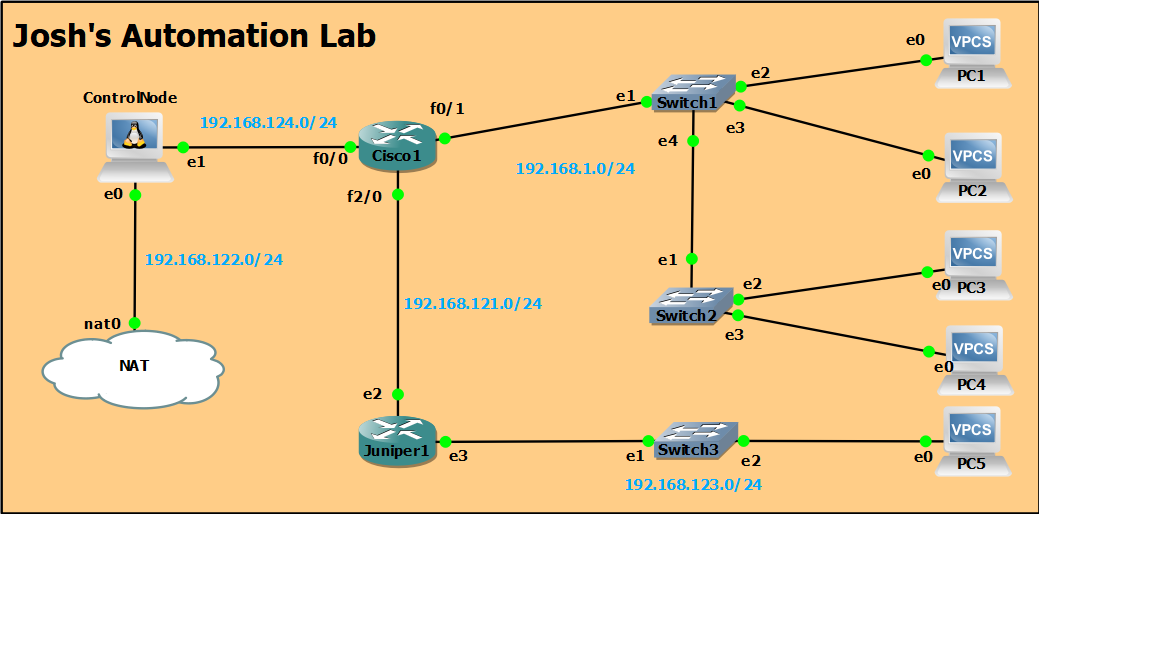 Josh's Automation Lab
e0
VPCS
PC1
ControlNode
192.168.124.0/24
e1
f0/0
f0/1
Cisco1
e1
Switch1
e2
e3
e4
192.168.1.0/24
VPCS
e0
PC2
e0
f2/0
192.168.122.0/24
192.168.121.0/24
e1
Switch2
e2
e3
VPCS
e0
PC3
nat0
NAT
VPCS
e0
PC4
e2
Juniper1
e3
e1
Switch3
e2
192.168.123.0/24
VPCS
e0
PC5